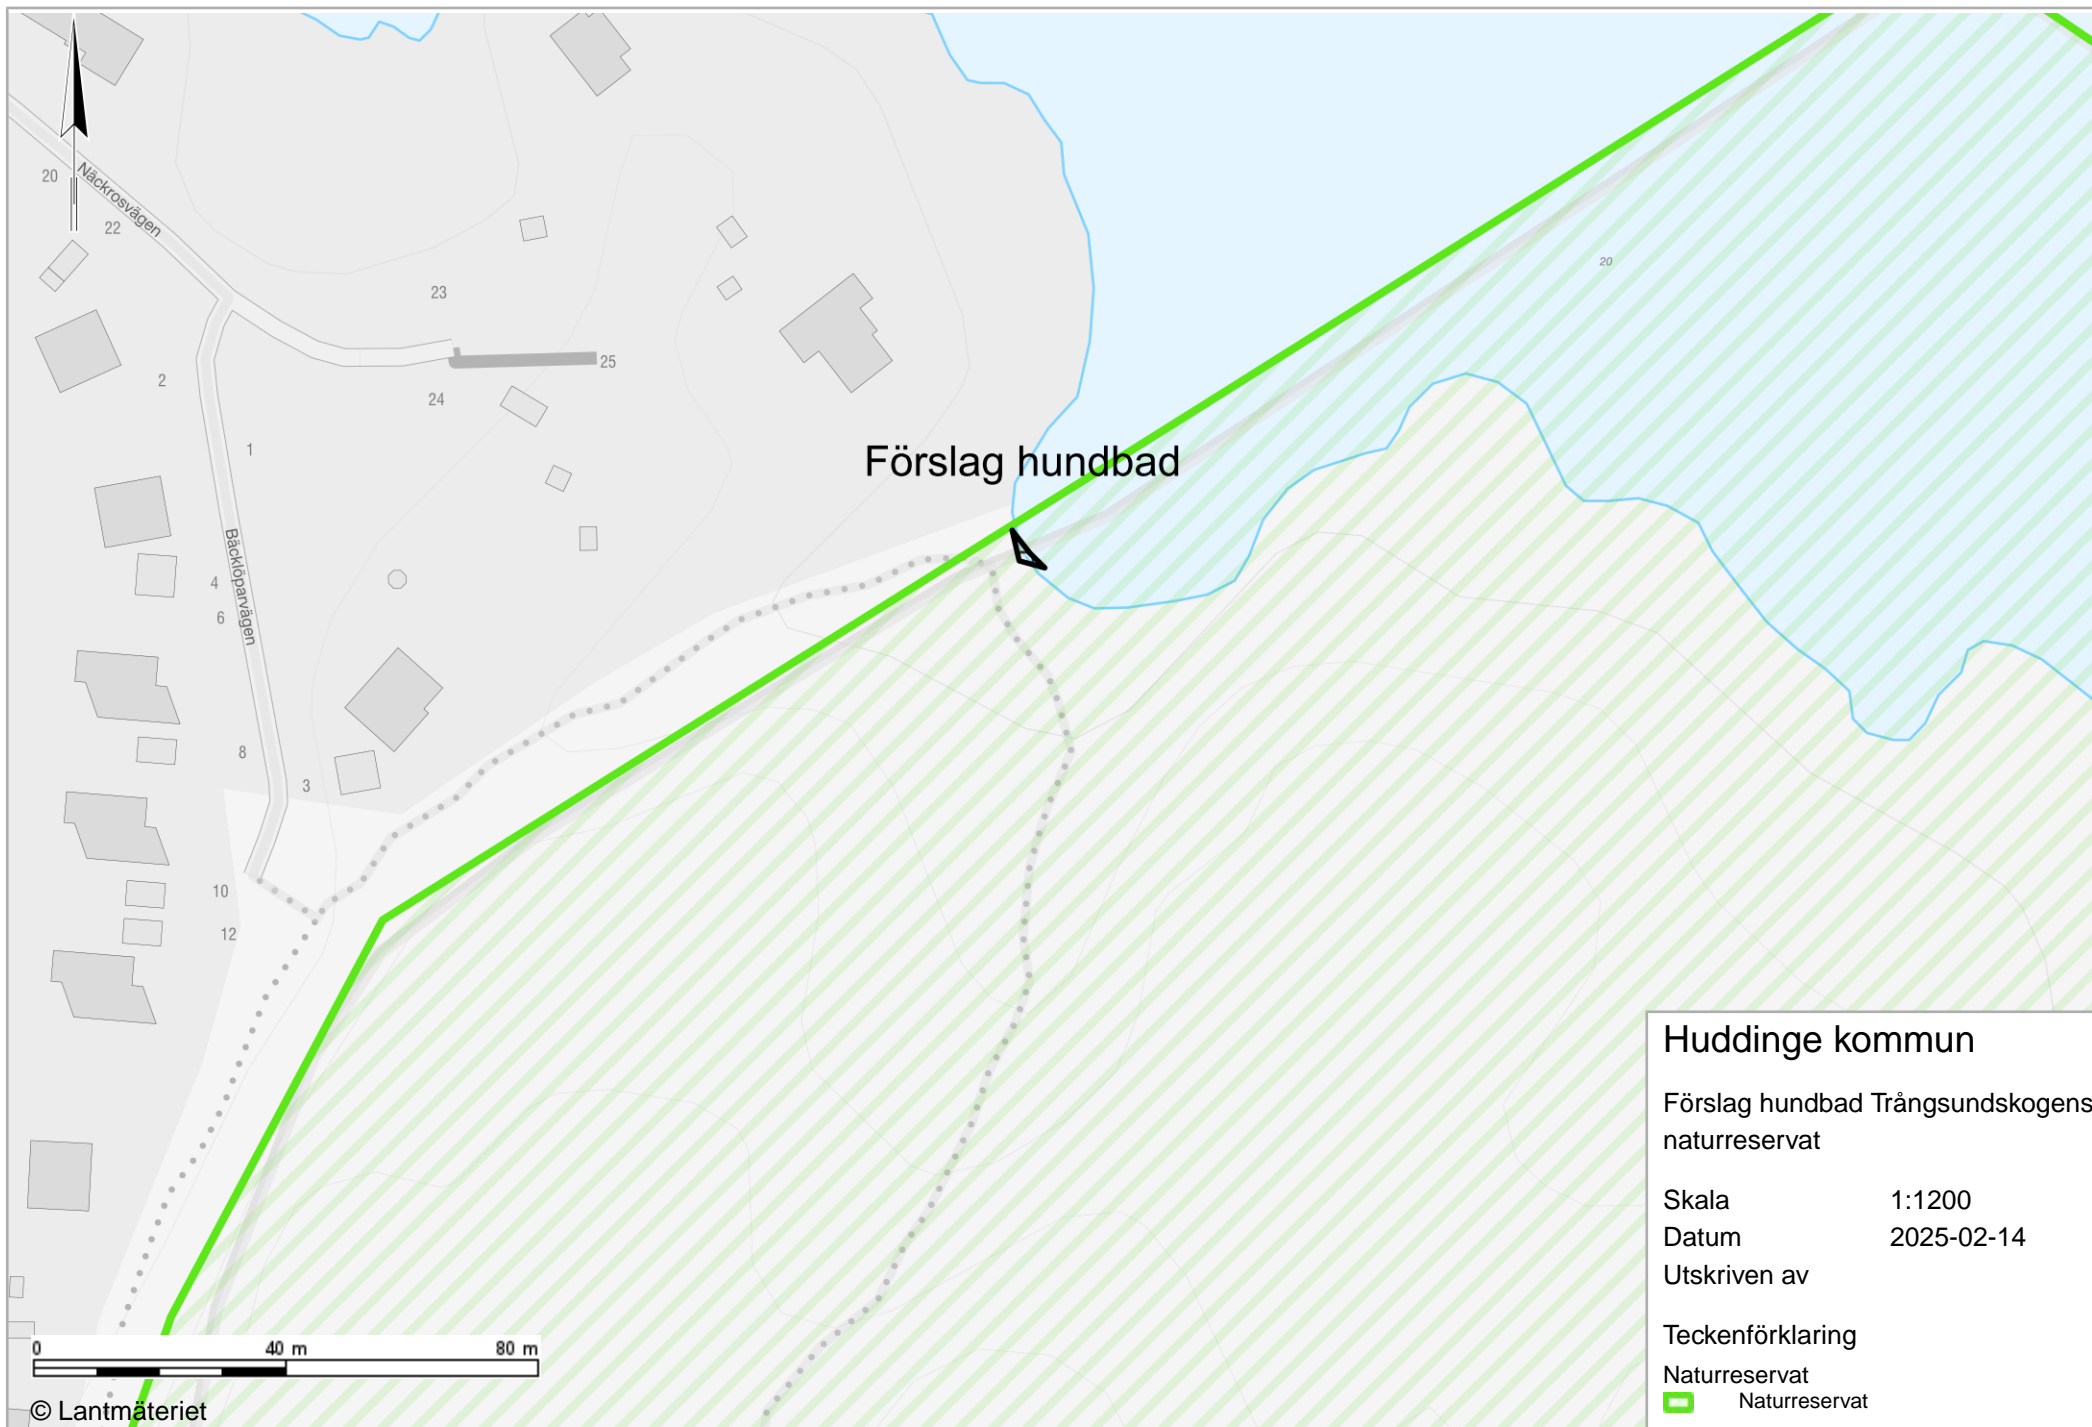 20
Näckrosvägen
22
20
23
25
2
24
1
Förslag hundbad
Bäcklöparvägen
4
6
8
3
10
12
Huddinge kommun
Förslag hundbad Trångsundskogens
naturreservat
Skala 1:1200
Datum 2025-02-14
Utskriven av
Teckenförklaring
Naturreservat
Naturreservat
0 40 m 80 m
© Lantmäteriet